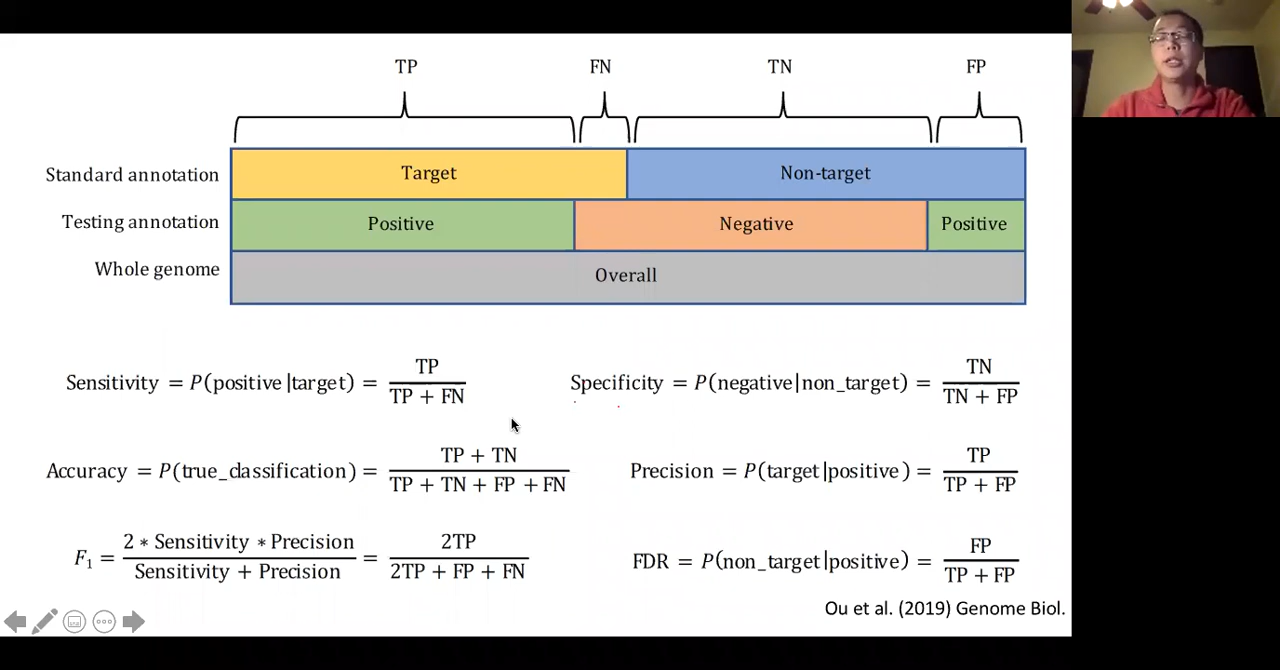 TP FN TN FP
Standard annotation Target Non-target
Testing annotation Positive Negative Positive
Whole genome Overall
Sensitivity = P(positive|target) = TP / TP + FN
Specificity = P(negative|non_target) = TN / TN + FP
Accuracy = P(true_classification) = TP + TN / TP + TN + FP + FN
Precision = P(target|positive) = TP / TP + FP
F₁ = 2 * Sensitivity * Precision / Sensitivity + Precision = 2TP / 2TP + FP + FN
FDR = P(non_target|positive) = FP / TP + FP
Ou et al. (2019) Genome Biol.